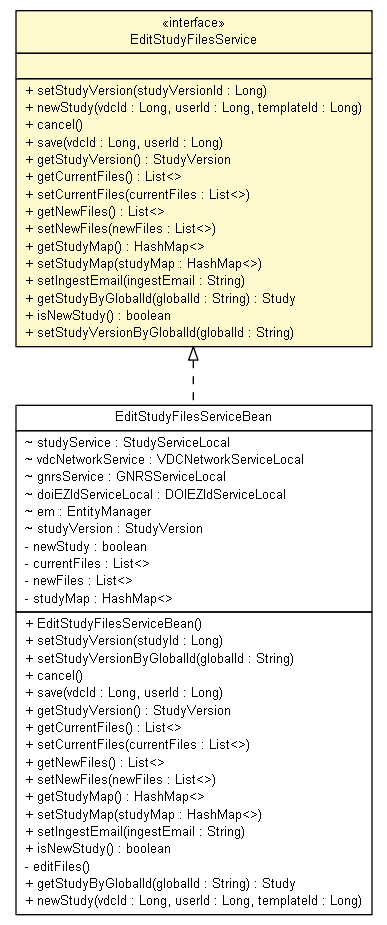 «interface»
EditStudyFilesService
+ setStudyVersion(studyVersionId : Long)
+ newStudy(vdcId : Long, userId : Long, templateId : Long)
+ cancel()
+ save(vdcId : Long, userId : Long)
+ getStudyVersion() : StudyVersion
+ getCurrentFiles() : List<>
+ setCurrentFiles(currentFiles : List<>)
+ getNewFiles() : List<>
+ setNewFiles(newFiles : List<>)
+ getStudyMap() : HashMap<>
+ setStudyMap(studyMap : HashMap<>)
+ setIngestEmail(ingestEmail : String)
+ getStudyByGlobalId(globalId : String) : Study
+ isNewStudy() : boolean
+ setStudyVersionByGlobalId(globalId : String)
EditStudyFilesServiceBean
~ studyService : StudyServiceLocal
~ vdcNetworkService : VDCNetworkServiceLocal
~ gnrsService : GNRSServiceLocal
~ doiEZIdServiceLocal : DOIEZIdServiceLocal
~ em : EntityManager
~ studyVersion : StudyVersion
- newStudy : boolean
- currentFiles : List<>
- newFiles : List<>
- studyMap : HashMap<>
+ EditStudyFilesServiceBean()
+ setStudyVersion(studyId : Long)
+ setStudyVersionByGlobalId(globalId : String)
+ cancel()
+ save(vdcId : Long, userId : Long)
+ getStudyVersion() : StudyVersion
+ getCurrentFiles() : List<>
+ setCurrentFiles(currentFiles : List<>)
+ getNewFiles() : List<>
+ setNewFiles(newFiles : List<>)
+ getStudyMap() : HashMap<>
+ setStudyMap(studyMap : HashMap<>)
+ setIngestEmail(ingestEmail : String)
+ isNewStudy() : boolean
- editFiles()
+ getStudyByGlobalId(globalId : String) : Study
+ newStudy(vdcId : Long, userId : Long, templateId : Long)